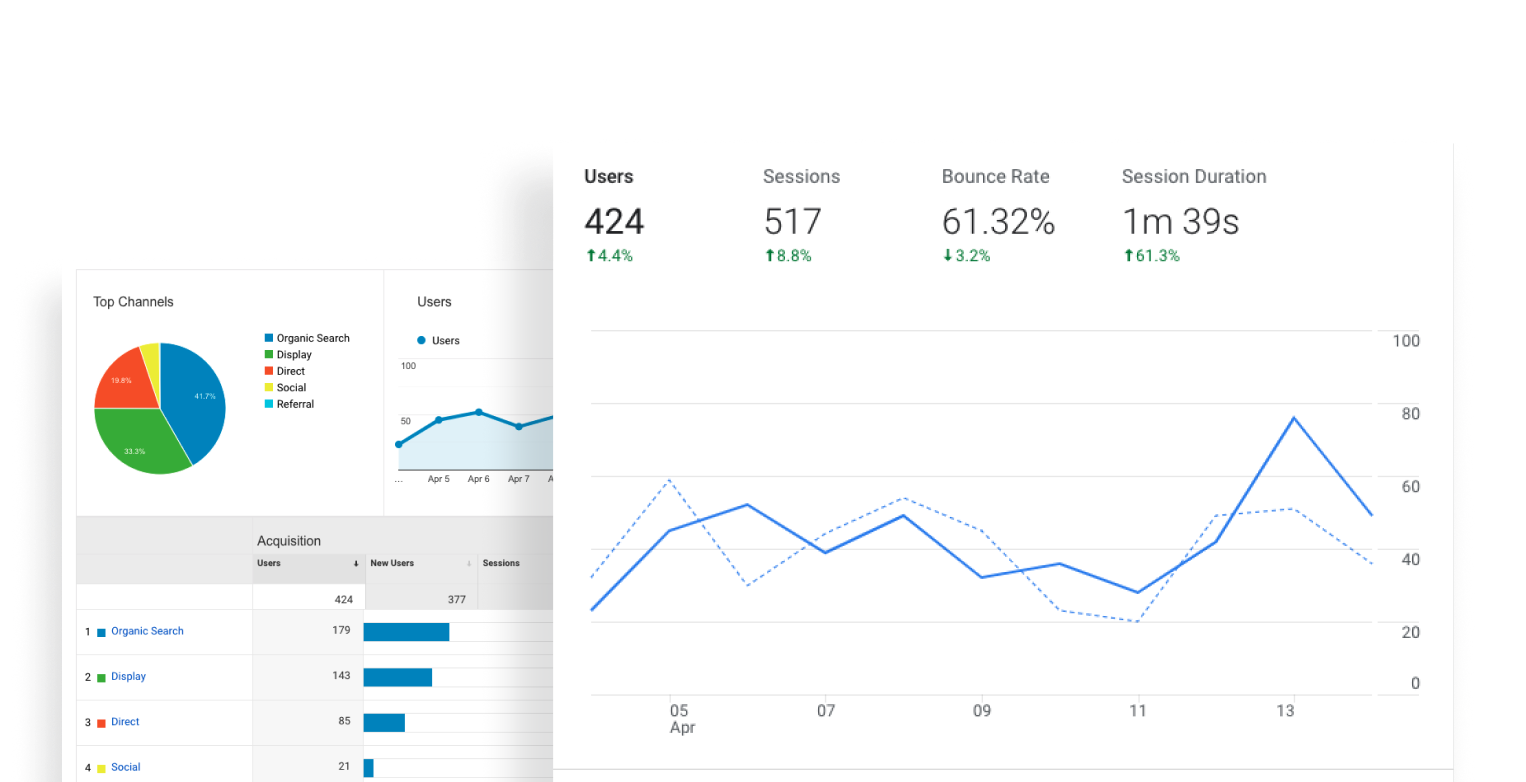 Users
Sessions
Bounce Rate
Session Duration
424
517
61.32%
1m 39s
4.4%
8.8%
3.2%
61.3%
100
80
60
40
20
0
05
Apr
07
09
11
13
Top Channels
41.7%
33.3%
19.8%
Organic Search
Display
Direct
Social
Referral
Users
Users
100
50
...
Apr 5
Apr 6
Apr 7
A
Acquisition
Users
New Users
Sessions
424
377
1 Organic Search 179
2 Display 143
3 Direct 85
4 Social 21